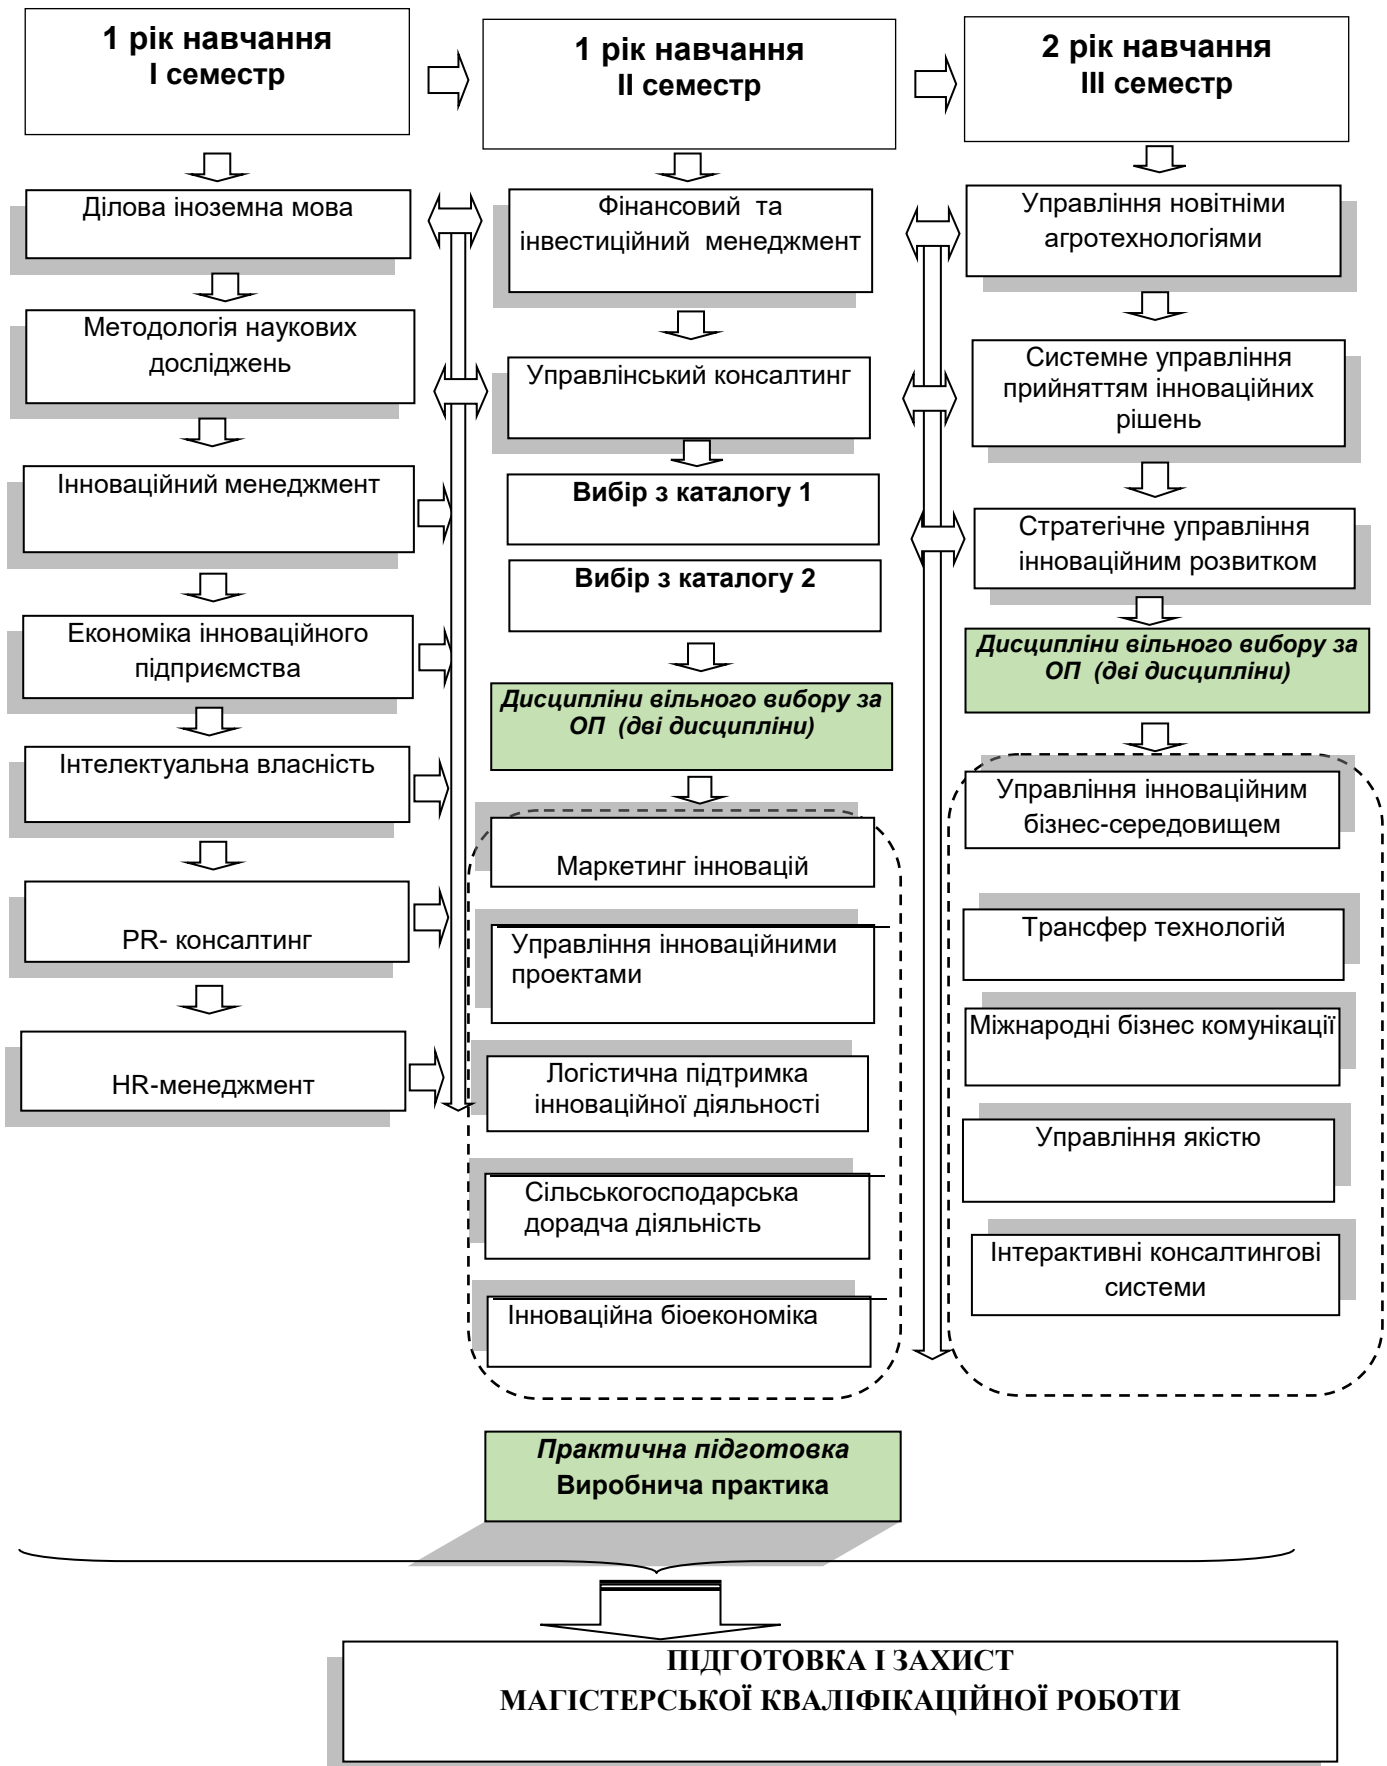 1 рік навчання
І семестр
Ділова іноземна мова
Методологія наукових
досліджень
Інноваційний менеджмент
Економіка інноваційного
підприємства
Інтелектуальна власність
PR- консалтинг
HR-менеджмент
1 рік навчання
ІІ семестр
Фінансовий та
інвестиційний менеджмент
Управлінський консалтинг
Вибір з каталогу 1
Вибір з каталогу 2
Дисципліни вільного вибору за
ОП (дві дисципліни)
Маркетинг інновацій
Управління інноваційними
проектами
Логістична підтримка
інноваційної діяльності
Сільськогосподарська
дорадча діяльність
Інноваційна біоекономіка
2 рік навчання
ІІІ семестр
Управління новітніми
агротехнологіями
Системне управління
прийняттям інноваційних
рішень
Стратегічне управління
інноваційним розвитком
Дисципліни вільного вибору за
ОП (дві дисципліни)
Управління інноваційним
бізнес-середовищем
Трансфер технологій
Міжнародні бізнес комунікації
Управління якістю
Інтерактивні консалтингові
системи
Практична підготовка
Виробнича практика
ПІДГОТОВКА І ЗАХИСТ
МАГІСТЕРСЬКОЇ КВАЛІФІКАЦІЙНОЇ РОБОТИ